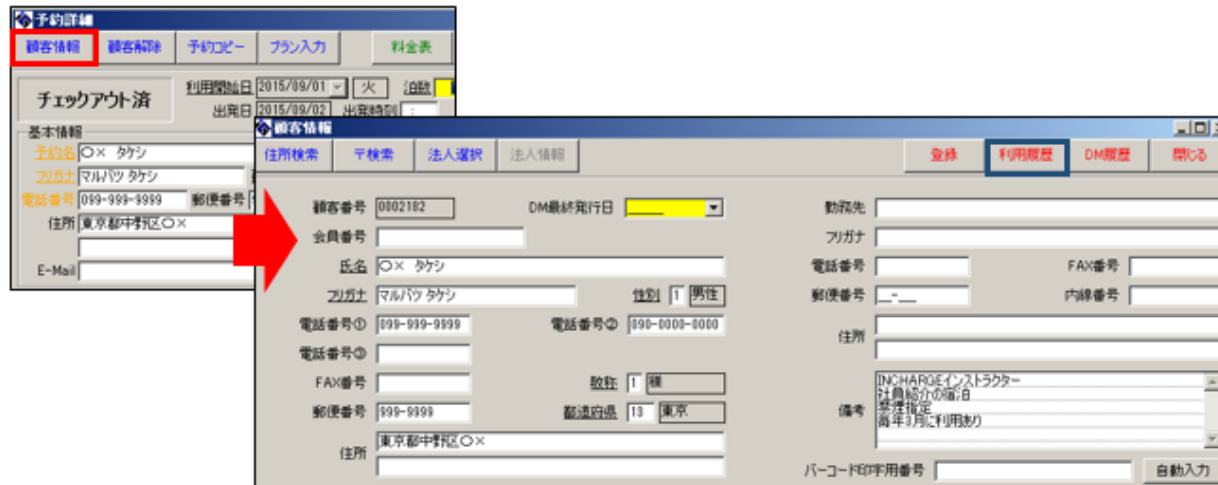 予約詳細
顧客情報 顧客解除 予約コピー プラン入力 料金表
チェックアウト済
利用開始日 2015/09/01 火 泊数
出発日 2015/09/02 出発時刻 :
基本情報
予約名 〇× タケシ
フリガナ マルバツ タケシ
電話番号 099-999-9999 郵便番号
住所 東京都中野区〇×
E-Mail
顧客情報
住所検索 〒検索 法人選択 法人情報 登録 利用履歴 DM履歴 閉じる
顧客番号 0002182 DM最終発行日 勤務先
会員番号 フリガナ
氏名 〇× タケシ 電話番号 FAX番号
フリガナ マルバツ タケシ 性別 1 男性 郵便番号 __-__ 内線番号
電話番号① 099-999-9999 電話番号② 090-0000-0000 住所
電話番号③
FAX番号 敬称 1 様
郵便番号 999-9999 都道府県 13 東京
住所 東京都中野区〇×
備考
INCHARGEインストラクター
社員紹介の宿泊
禁煙指定
毎年3月に利用あり
バーコード印字用番号 自動入力